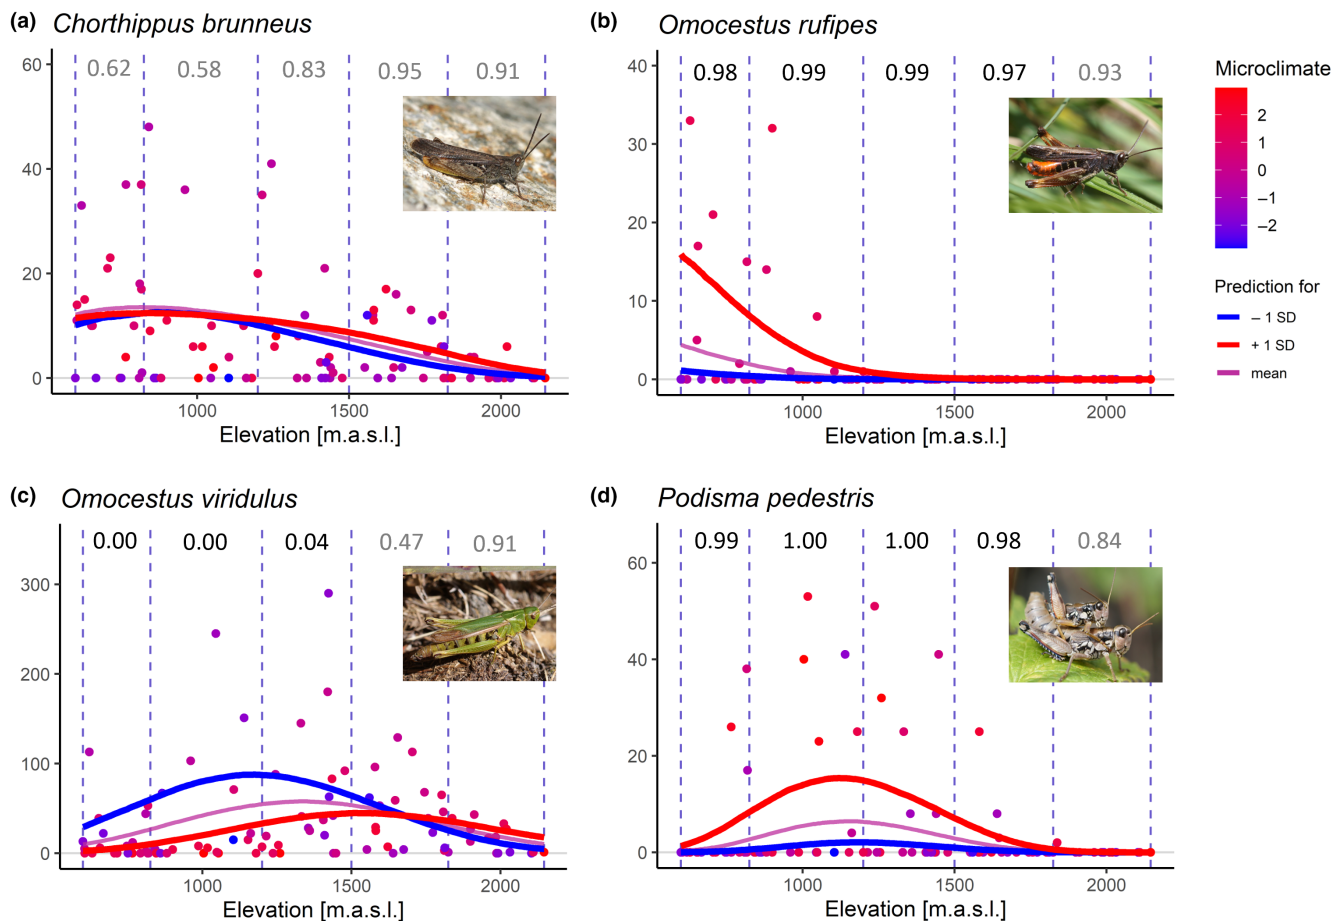 (a) Chorthippus brunneus
60
40
20
0
0.62 0.58 0.83 0.95 0.91
1000 1500 2000
Elevation [m.a.s.l.]
(b) Omocestus rufipes
40
30
20
10
0
0.98 0.99 0.99 0.97 0.93
1000 1500 2000
Elevation [m.a.s.l.]
Microclimate
2
1
0
−1
−2
Prediction for
− 1 SD
+ 1 SD
mean
(c) Omocestus viridulus
300
200
100
0
0.00 0.00 0.04 0.47 0.91
1000 1500 2000
Elevation [m.a.s.l.]
(d) Podisma pedestris
60
40
20
0
0.99 1.00 1.00 0.98 0.84
1000 1500 2000
Elevation [m.a.s.l.]